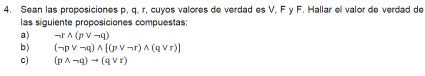 4. Sean las proposiciones p, q, r, cuyos valores de verdad es V, F y F. Hallar el valor de verdad de
las siguiente proposiciones compuestas:
a) ¬r ∧ (p ∨ ¬q)
b) (¬p ∨ ¬q) ∧ [(p ∨ ¬r) ∧ (q ∨ r)]
c) (p ∧ ¬q) → (q ∨ r)